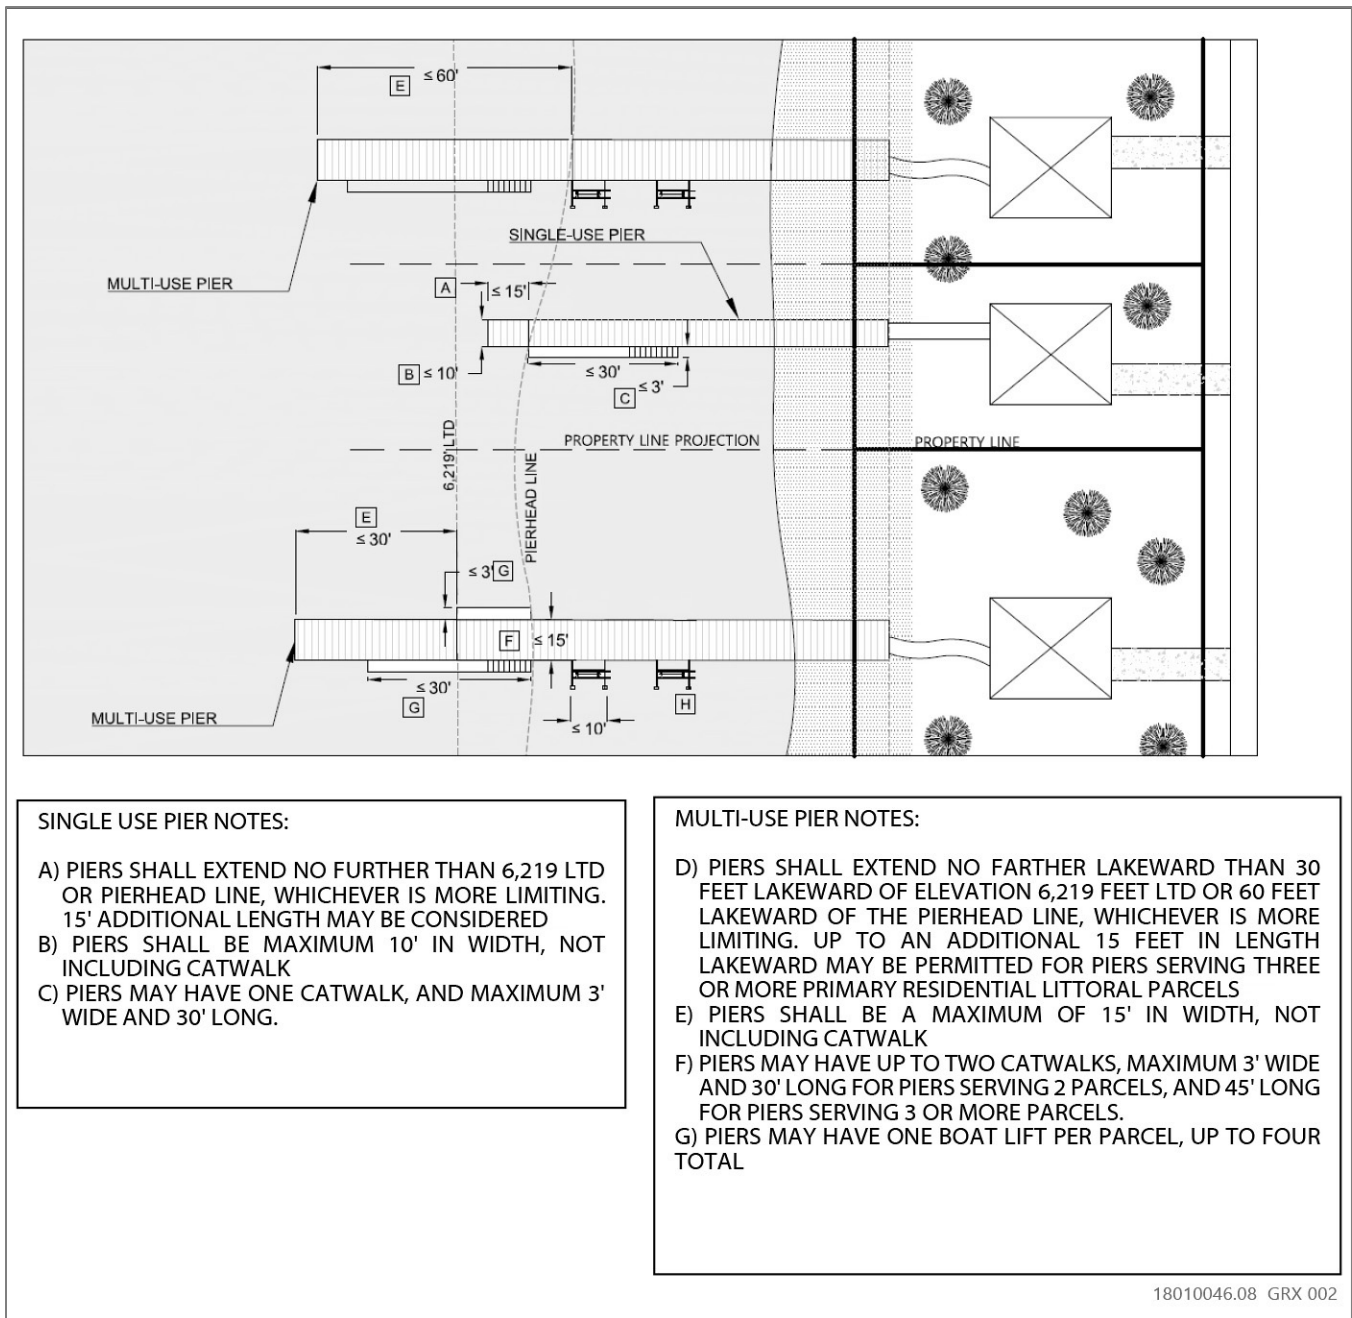 ≤ 60'
E
SINGLE-USE PIER
MULTI-USE PIER
A
≤ 15'
B ≤ 10'
≤ 30'
C ≤ 3'
6,219' LTD
PIERHEAD LINE
PROPERTY LINE PROJECTION
PROPERTY LINE
E
≤ 30'
≤ 3' G
F ≤ 15'
≤ 30'
G
H
≤ 10'
MULTI-USE PIER
SINGLE USE PIER NOTES:
A) PIERS SHALL EXTEND NO FURTHER THAN 6,219 LTD
OR PIERHEAD LINE, WHICHEVER IS MORE LIMITING.
15' ADDITIONAL LENGTH MAY BE CONSIDERED
B) PIERS SHALL BE MAXIMUM 10' IN WIDTH, NOT
INCLUDING CATWALK
C) PIERS MAY HAVE ONE CATWALK, AND MAXIMUM 3'
WIDE AND 30' LONG.
MULTI-USE PIER NOTES:
D) PIERS SHALL EXTEND NO FARTHER LAKEWARD THAN 30
FEET LAKEWARD OF ELEVATION 6,219 FEET LTD OR 60 FEET
LAKEWARD OF THE PIERHEAD LINE, WHICHEVER IS MORE
LIMITING. UP TO AN ADDITIONAL 15 FEET IN LENGTH
LAKEWARD MAY BE PERMITTED FOR PIERS SERVING THREE
OR MORE PRIMARY RESIDENTIAL LITTORAL PARCELS
E) PIERS SHALL BE A MAXIMUM OF 15' IN WIDTH, NOT
INCLUDING CATWALK
F) PIERS MAY HAVE UP TO TWO CATWALKS, MAXIMUM 3' WIDE
AND 30' LONG FOR PIERS SERVING 2 PARCELS, AND 45' LONG
FOR PIERS SERVING 3 OR MORE PARCELS.
G) PIERS MAY HAVE ONE BOAT LIFT PER PARCEL, UP TO FOUR
TOTAL
18010046.08 GRX 002